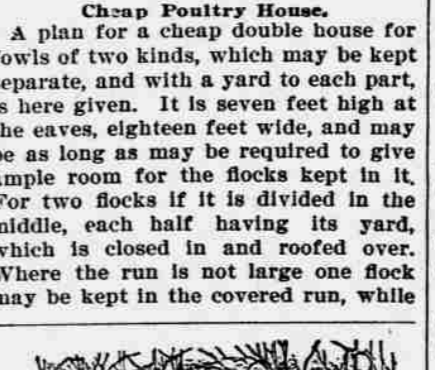 Cheap Poultry House.
A plan for a cheap double house for
owls of two kinds, which may be kept
eparate, and with a yard to each part,
s here given. It is seven feet high at
he eaves, eighteen feet wide, and may
e as long as may be required to give
mple room for the flocks kept in it.
For two flocks if it is divided in the
middle, each half having its yard,
which is closed in and roofed over.
Where the run is not large one flock
may be kept in the covered run, while